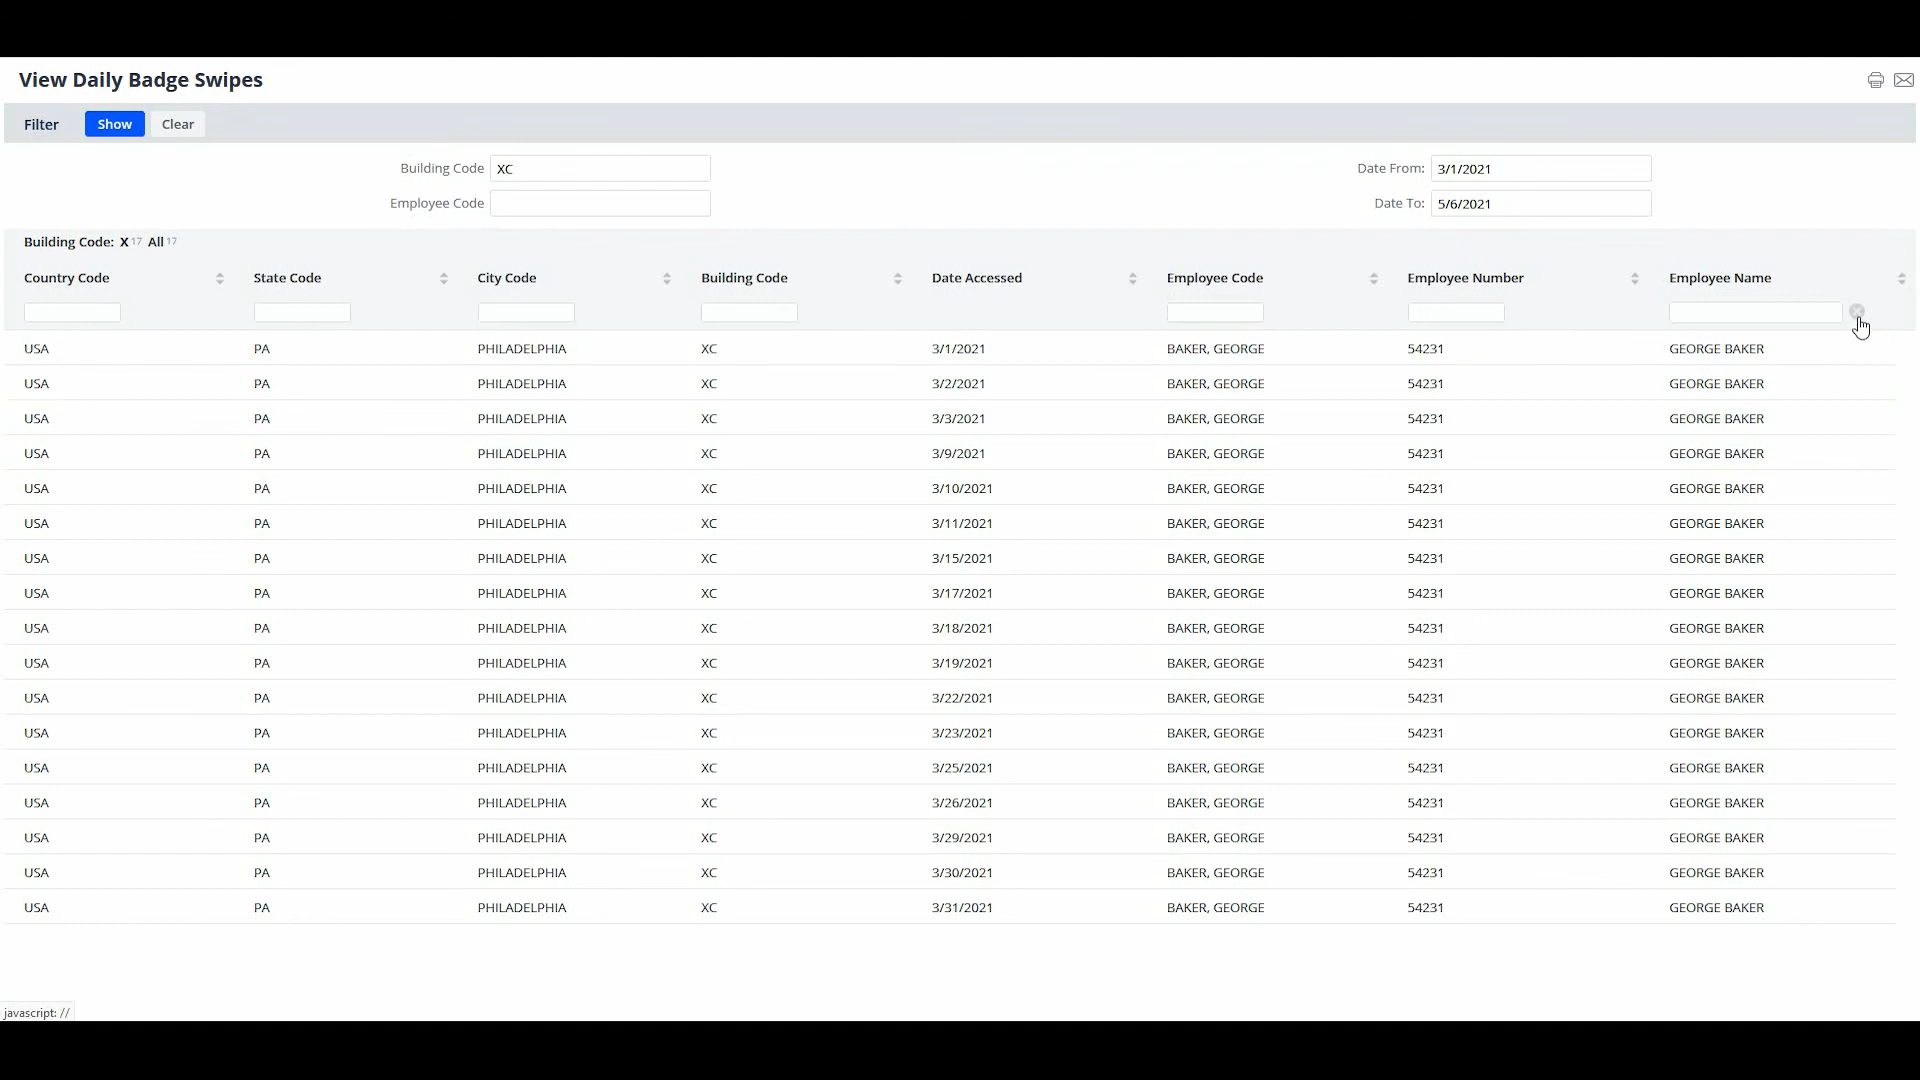 View Daily Badge Swipes
Filter Show Clear
Building Code XC Date From: 3/1/2021
Employee Code Date To: 5/6/2021
Building Code: X 17 All 17
Country Code State Code City Code Building Code Date Accessed Employee Code Employee Number Employee Name
USA PA PHILADELPHIA XC 3/1/2021 BAKER, GEORGE 54231 GEORGE BAKER
USA PA PHILADELPHIA XC 3/2/2021 BAKER, GEORGE 54231 GEORGE BAKER
USA PA PHILADELPHIA XC 3/3/2021 BAKER, GEORGE 54231 GEORGE BAKER
USA PA PHILADELPHIA XC 3/9/2021 BAKER, GEORGE 54231 GEORGE BAKER
USA PA PHILADELPHIA XC 3/10/2021 BAKER, GEORGE 54231 GEORGE BAKER
USA PA PHILADELPHIA XC 3/11/2021 BAKER, GEORGE 54231 GEORGE BAKER
USA PA PHILADELPHIA XC 3/15/2021 BAKER, GEORGE 54231 GEORGE BAKER
USA PA PHILADELPHIA XC 3/17/2021 BAKER, GEORGE 54231 GEORGE BAKER
USA PA PHILADELPHIA XC 3/18/2021 BAKER, GEORGE 54231 GEORGE BAKER
USA PA PHILADELPHIA XC 3/19/2021 BAKER, GEORGE 54231 GEORGE BAKER
USA PA PHILADELPHIA XC 3/22/2021 BAKER, GEORGE 54231 GEORGE BAKER
USA PA PHILADELPHIA XC 3/23/2021 BAKER, GEORGE 54231 GEORGE BAKER
USA PA PHILADELPHIA XC 3/25/2021 BAKER, GEORGE 54231 GEORGE BAKER
USA PA PHILADELPHIA XC 3/26/2021 BAKER, GEORGE 54231 GEORGE BAKER
USA PA PHILADELPHIA XC 3/29/2021 BAKER, GEORGE 54231 GEORGE BAKER
USA PA PHILADELPHIA XC 3/30/2021 BAKER, GEORGE 54231 GEORGE BAKER
USA PA PHILADELPHIA XC 3/31/2021 BAKER, GEORGE 54231 GEORGE BAKER
javascript: //